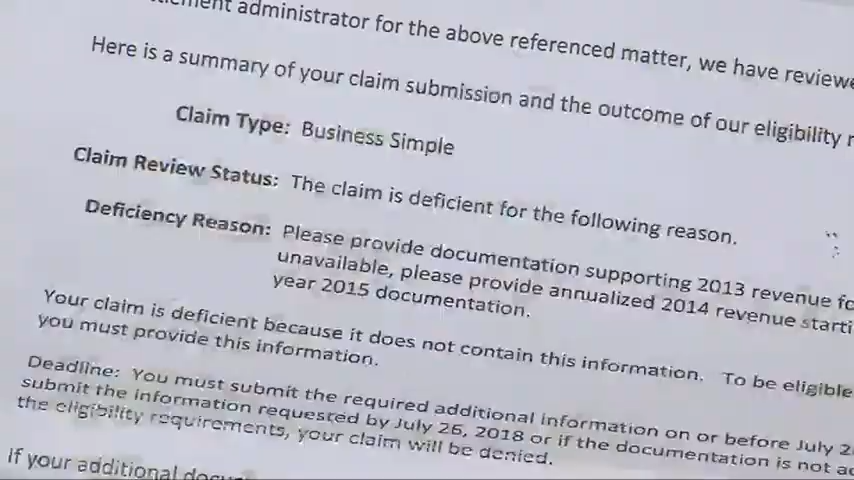 administrator for the above referenced matter, we have reviewe
Here is a summary of your claim submission and the outcome of our eligibility r
Claim Type: Business Simple
Claim Review Status: The claim is deficient for the following reason.
Deficiency Reason: Please provide documentation supporting 2013 revenue fo
unavailable, please provide annualized 2014 revenue starti
year 2015 documentation.
Your claim is deficient because it does not contain this information. To be eligible
you must provide this information.
Deadline: You must submit the required additional information on or before July 2
submit the information requested by July 26, 2018 or if the documentation is not ac
the eligibility requirements, your claim will be denied.
If your additional docu